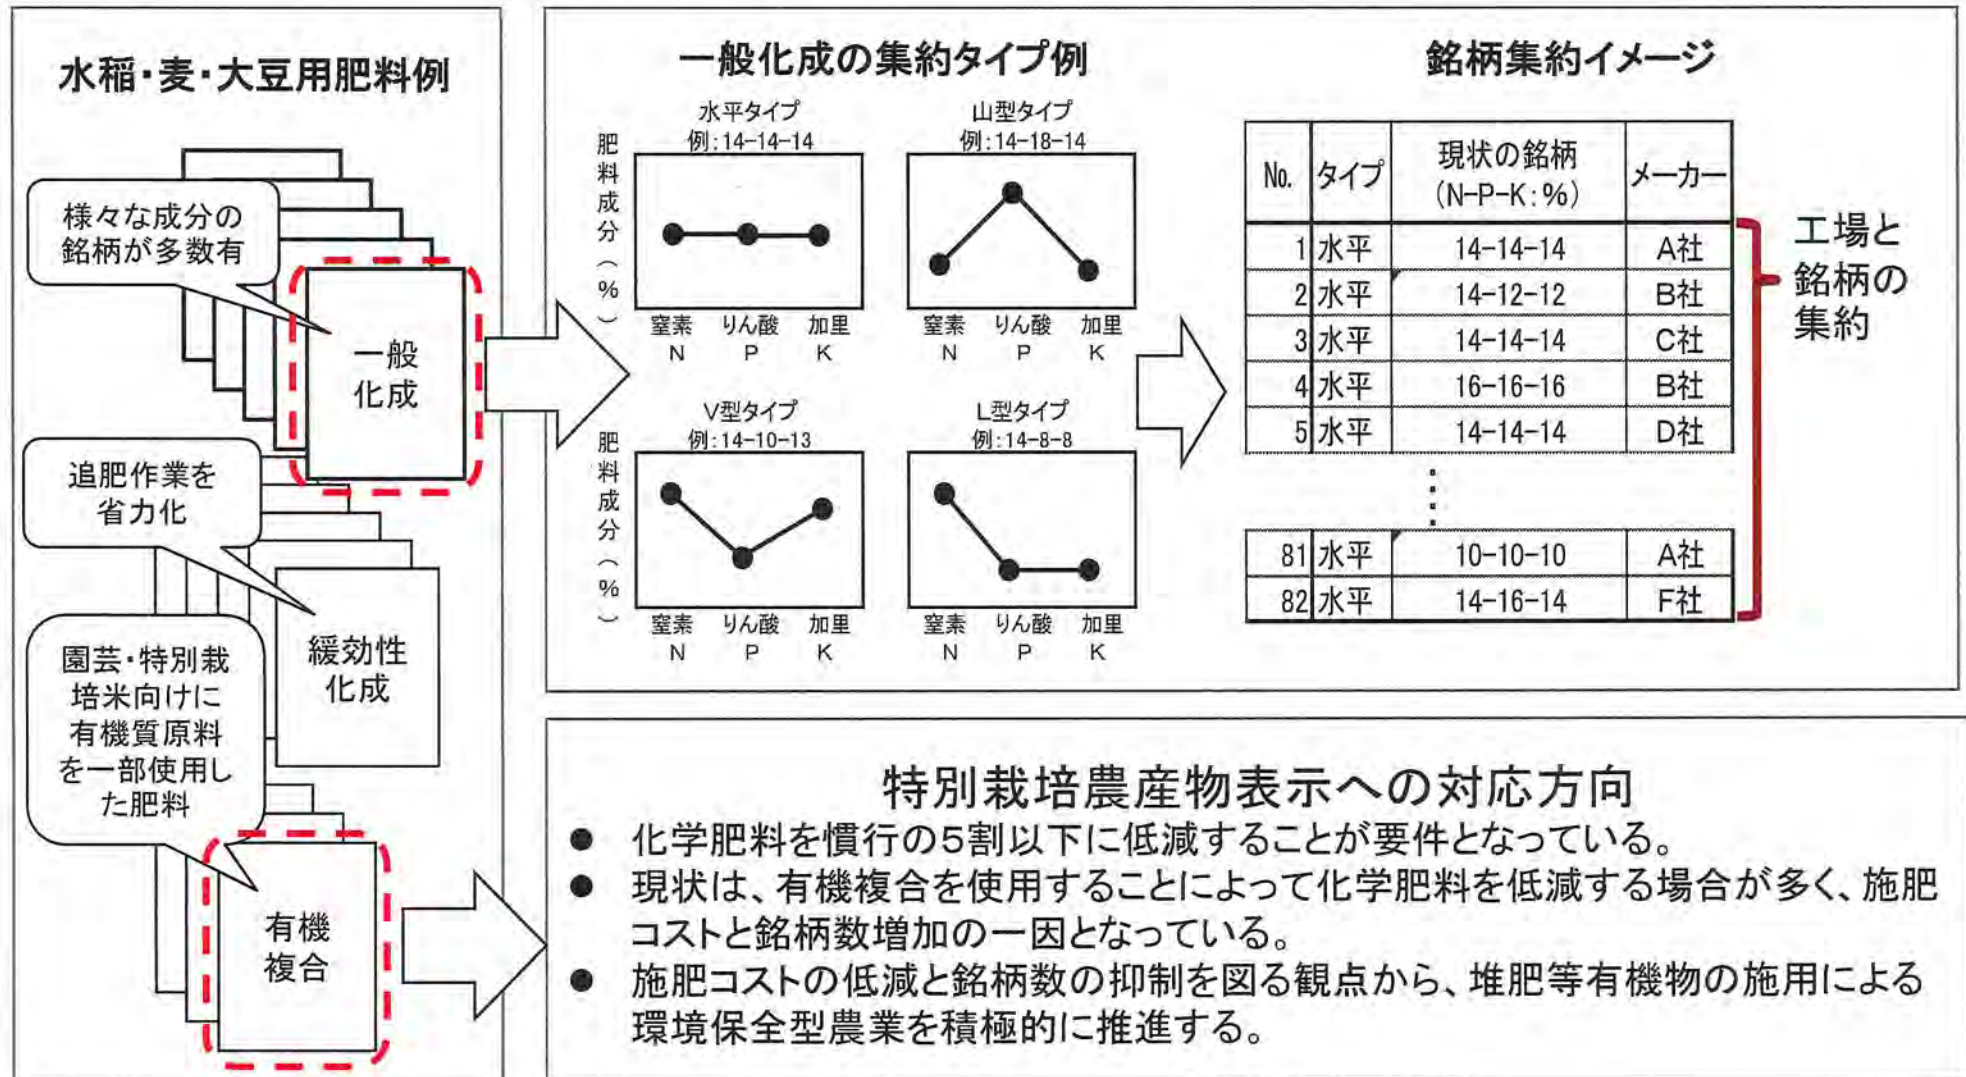 水稲・麦・大豆用肥料例
様々な成分の
銘柄が多数有
一般
化成
追肥作業を
省力化
緩効性
化成
園芸・特別栽
培米向けに
有機質原料
を一部使用し
た肥料
有機
複合
一般化成の集約タイプ例
水平タイプ
例:14-14-14
肥料成分(%)
窒素 りん酸 加里
N P K
山型タイプ
例:14-18-14
窒素 りん酸 加里
N P K
V型タイプ
例:14-10-13
肥料成分(%)
窒素 りん酸 加里
N P K
L型タイプ
例:14-8-8
窒素 りん酸 加里
N P K
銘柄集約イメージ
No. タイプ 現状の銘柄 メーカー
(N-P-K:%)
1 水平 14-14-14 A社
2 水平 14-12-12 B社
3 水平 14-14-14 C社
4 水平 16-16-16 B社
5 水平 14-14-14 D社
81 水平 10-10-10 A社
82 水平 14-16-14 F社
工場と
銘柄の
集約
特別栽培農産物表示への対応方向
● 化学肥料を慣行の5割以下に低減することが要件となっている。
● 現状は、有機複合を使用することによって化学肥料を低減する場合が多く、施肥
コストと銘柄数増加の一因となっている。
● 施肥コストの低減と銘柄数の抑制を図る観点から、堆肥等有機物の施用による
環境保全型農業を積極的に推進する。